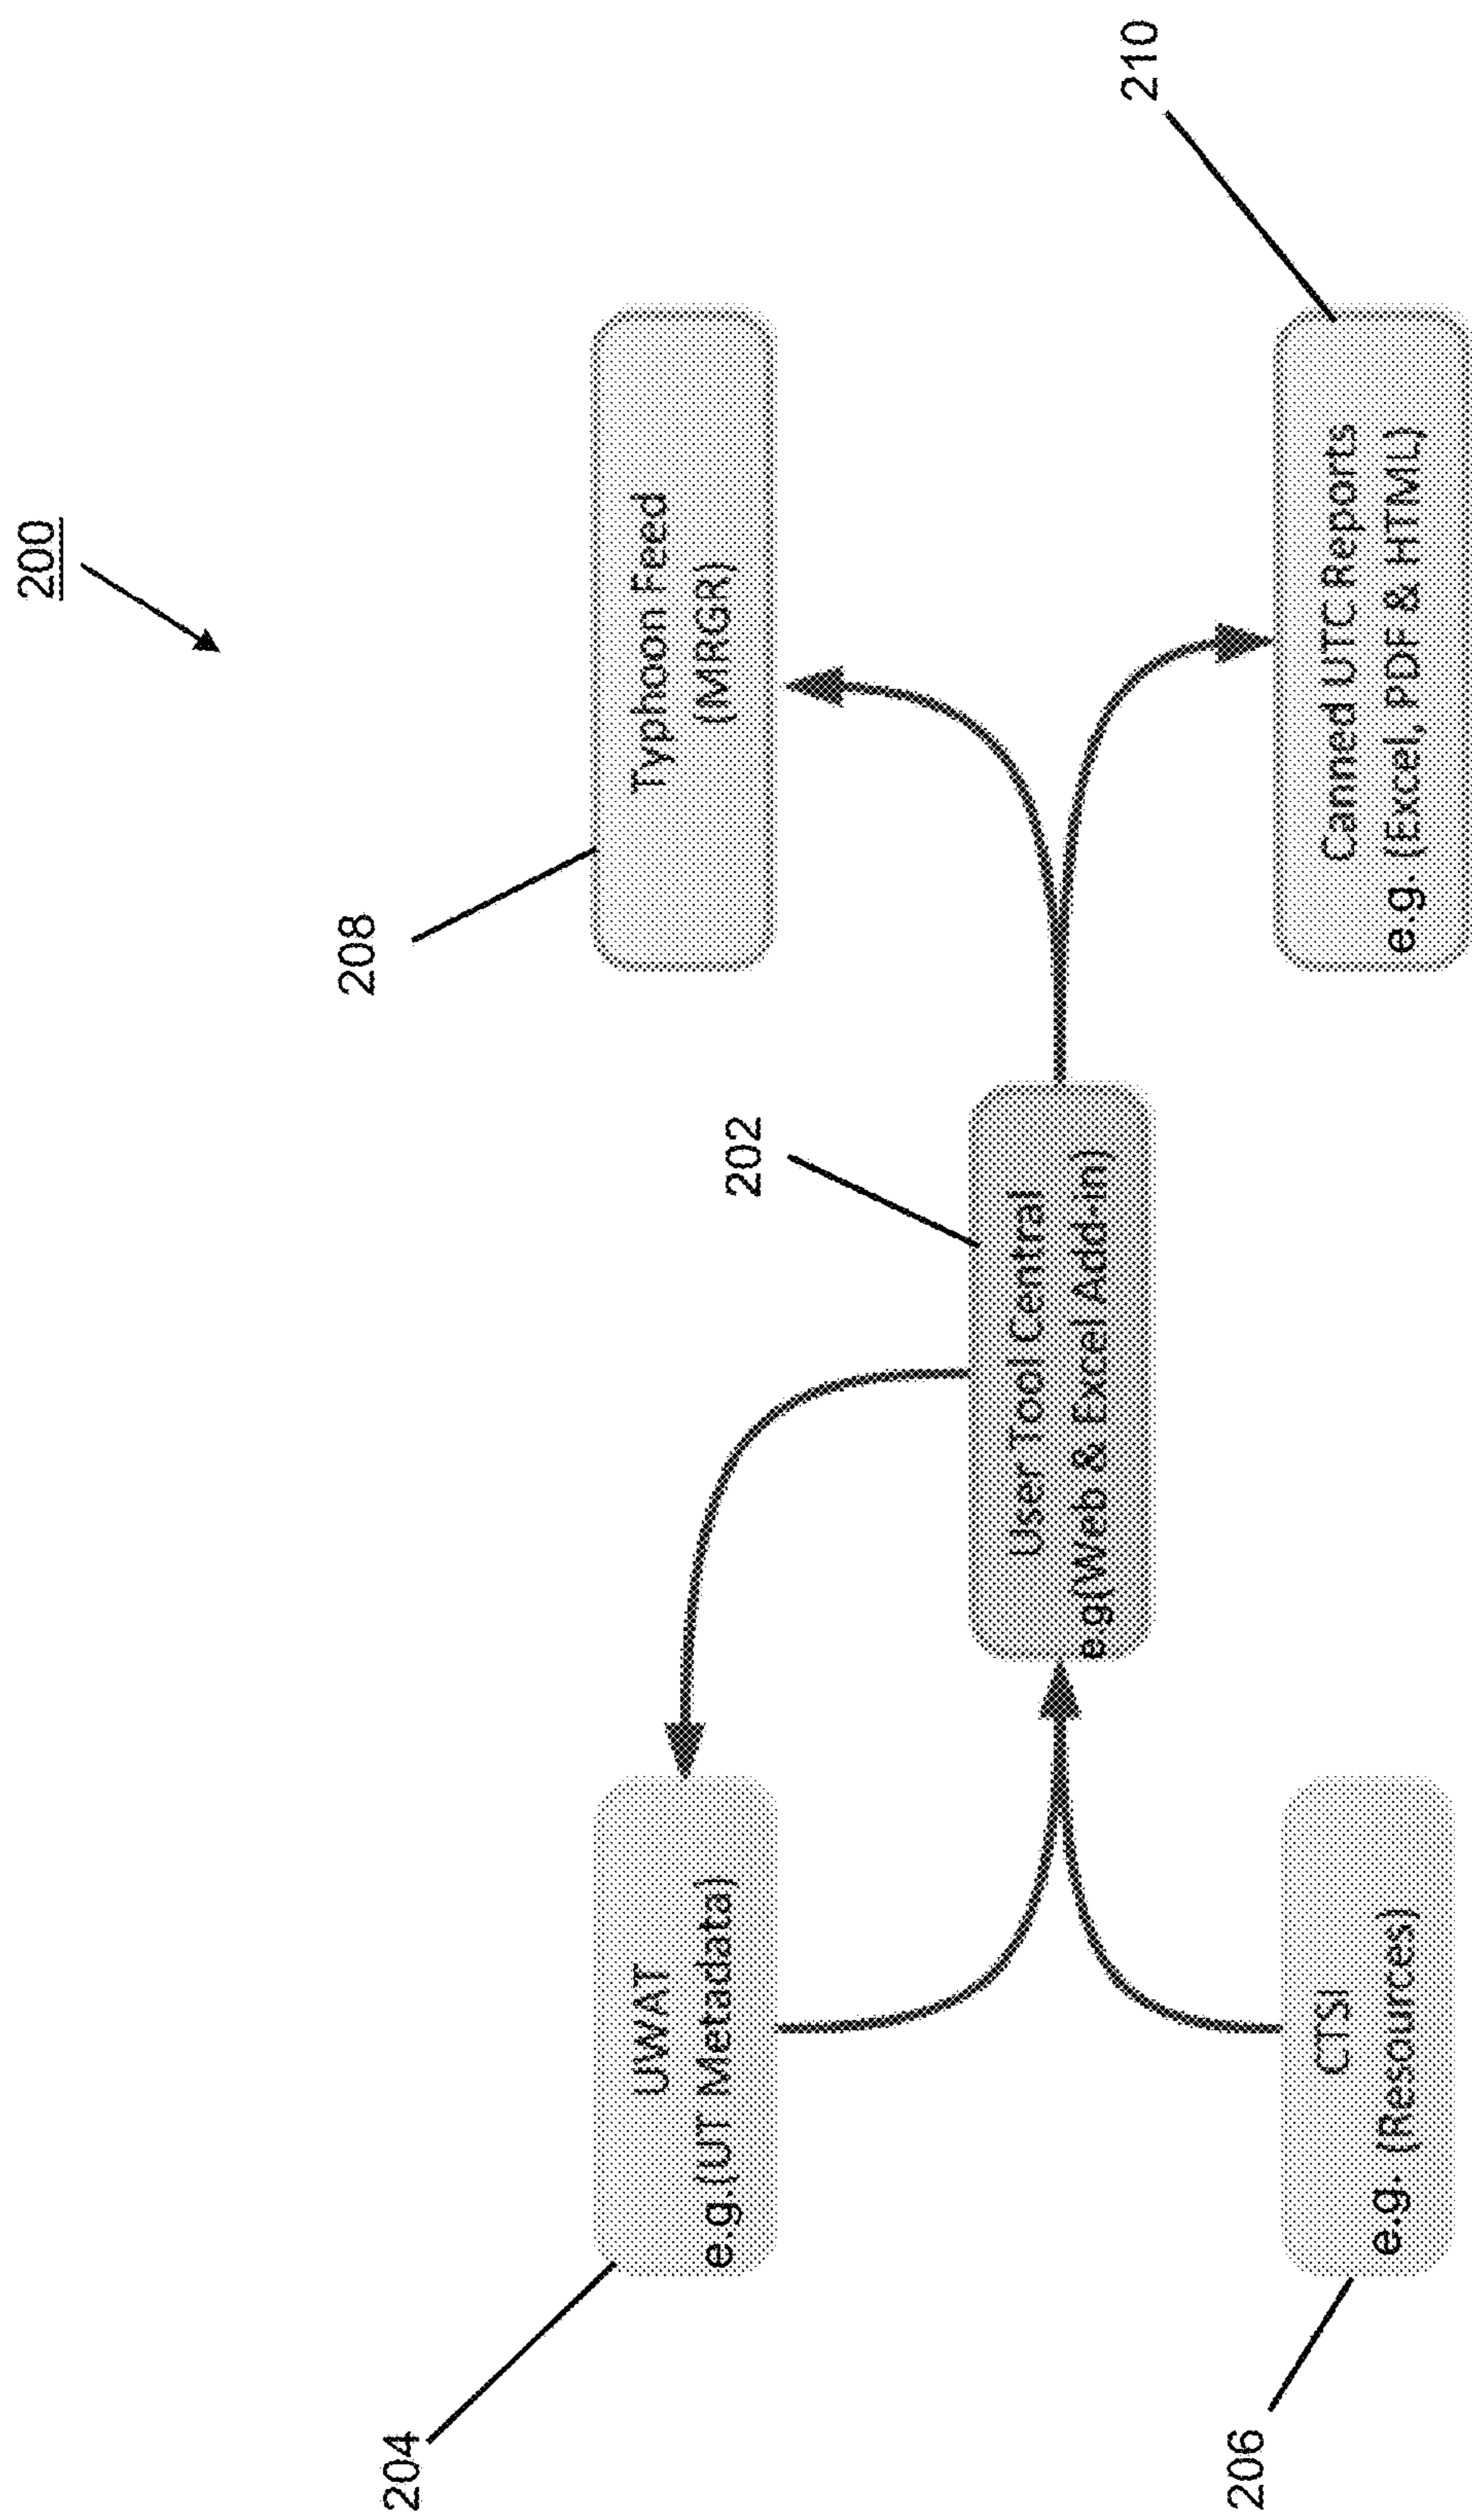 200
208
Typhoon Feed
(MRGR)
210
204
UWAT
e.g.(UT Metadata)
202
User Tool Central
e.g(Web & Excel Add-in)
206
CTSI
e.g. (Resources)
Canned UTC Reports
e.g. (Excel, PDF & HTML)